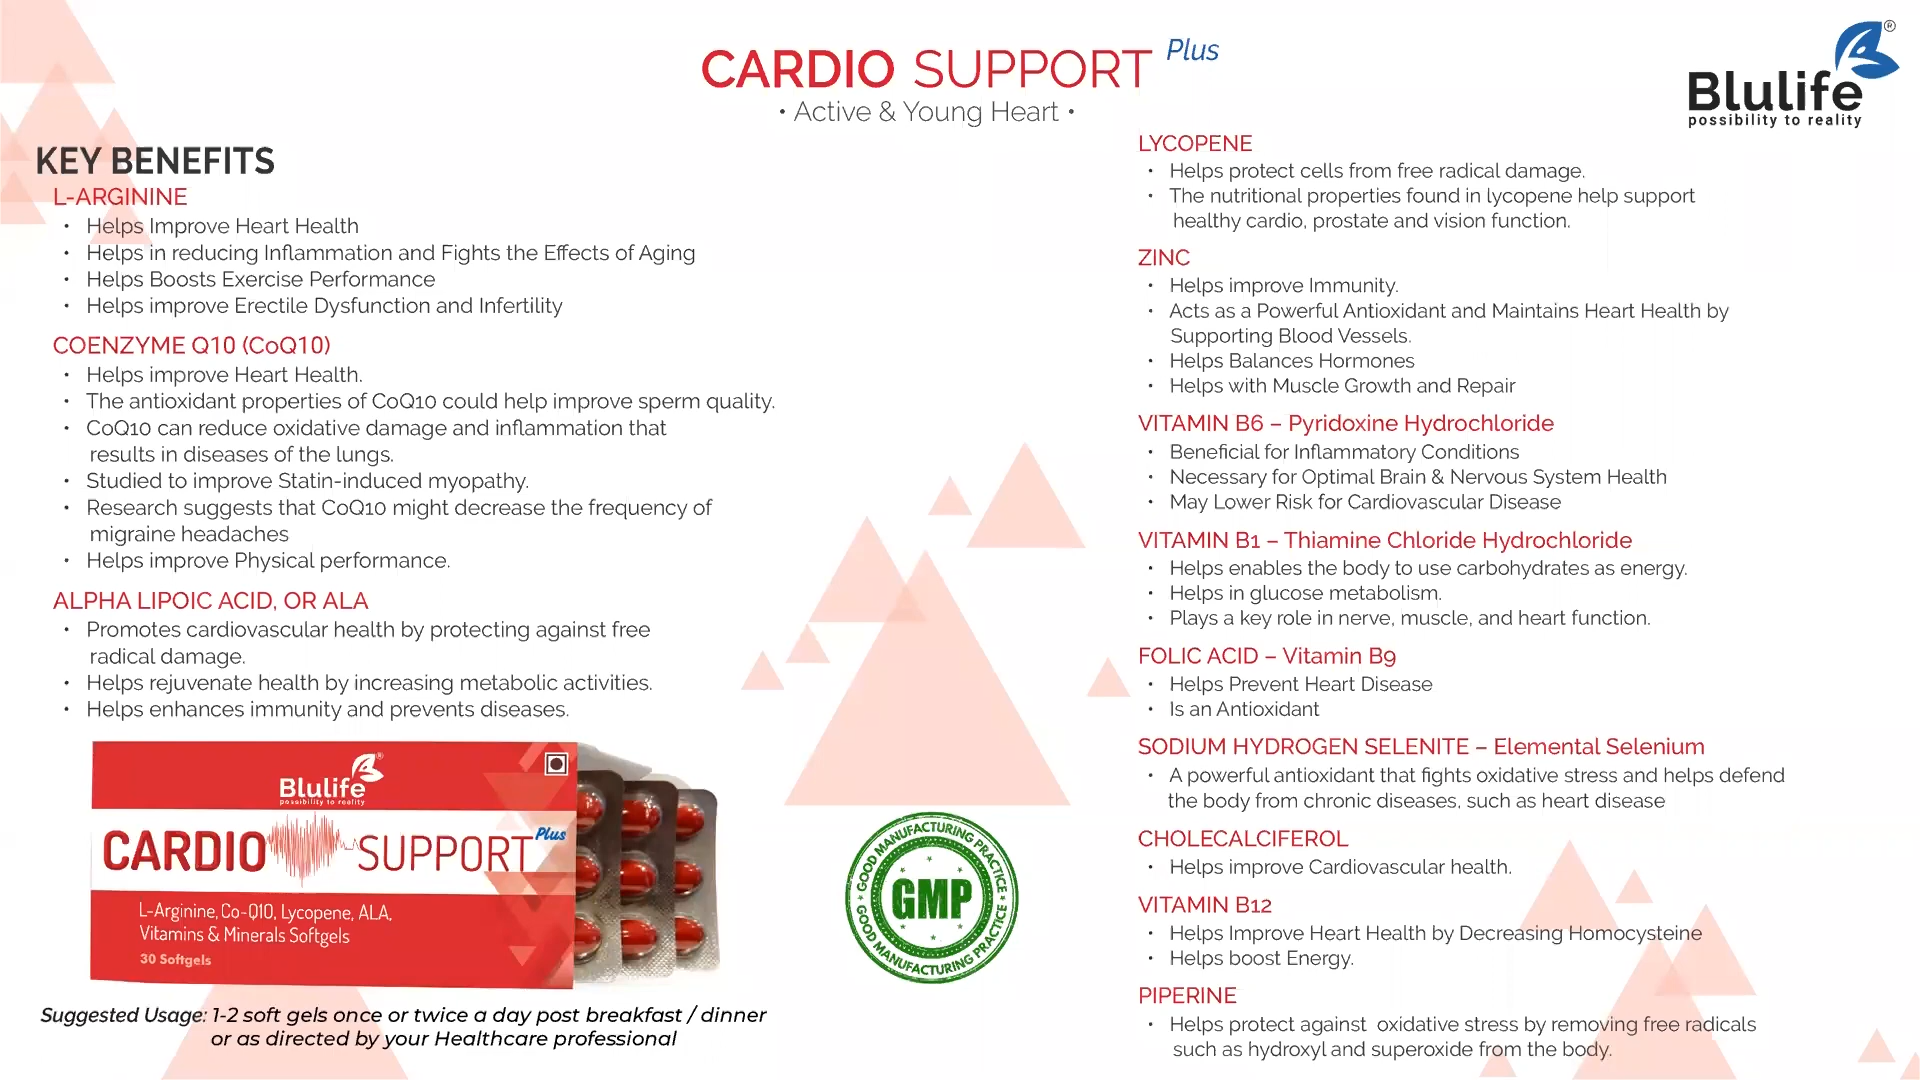 CARDIO SUPPORT Plus
• Active & Young Heart •
Blulife®
possibility to reality
KEY BENEFITS
L-ARGININE
• Helps Improve Heart Health
• Helps in reducing Inflammation and Fights the Effects of Aging
• Helps Boosts Exercise Performance
• Helps improve Erectile Dysfunction and Infertility
COENZYME Q10 (CoQ10)
• Helps improve Heart Health.
• The antioxidant properties of CoQ10 could help improve sperm quality.
• CoQ10 can reduce oxidative damage and inflammation that
results in diseases of the lungs.
• Studied to improve Statin-induced myopathy.
• Research suggests that CoQ10 might decrease the frequency of
migraine headaches
• Helps improve Physical performance.
ALPHA LIPOIC ACID, OR ALA
• Promotes cardiovascular health by protecting against free
radical damage.
• Helps rejuvenate health by increasing metabolic activities.
• Helps enhances immunity and prevents diseases.
Blulife®
possibility to reality
CARDIO SUPPORT Plus
L-Arginine, Co-Q10, Lycopene, ALA,
Vitamins & Minerals Softgels
30 Softgels
Suggested Usage: 1-2 soft gels once or twice a day post breakfast / dinner
or as directed by your Healthcare professional
GOOD MANUFACTURING PRACTICE
GMP
GOOD MANUFACTURING PRACTICE
LYCOPENE
• Helps protect cells from free radical damage.
• The nutritional properties found in lycopene help support
healthy cardio, prostate and vision function.
ZINC
• Helps improve Immunity.
• Acts as a Powerful Antioxidant and Maintains Heart Health by
Supporting Blood Vessels.
• Helps Balances Hormones
• Helps with Muscle Growth and Repair
VITAMIN B6 – Pyridoxine Hydrochloride
• Beneficial for Inflammatory Conditions
• Necessary for Optimal Brain & Nervous System Health
• May Lower Risk for Cardiovascular Disease
VITAMIN B1 – Thiamine Chloride Hydrochloride
• Helps enables the body to use carbohydrates as energy.
• Helps in glucose metabolism.
• Plays a key role in nerve, muscle, and heart function.
FOLIC ACID – Vitamin B9
• Helps Prevent Heart Disease
• Is an Antioxidant
SODIUM HYDROGEN SELENITE – Elemental Selenium
• A powerful antioxidant that fights oxidative stress and helps defend
the body from chronic diseases, such as heart disease
CHOLECALCIFEROL
• Helps improve Cardiovascular health.
VITAMIN B12
• Helps Improve Heart Health by Decreasing Homocysteine
• Helps boost Energy.
PIPERINE
• Helps protect against oxidative stress by removing free radicals
such as hydroxyl and superoxide from the body.